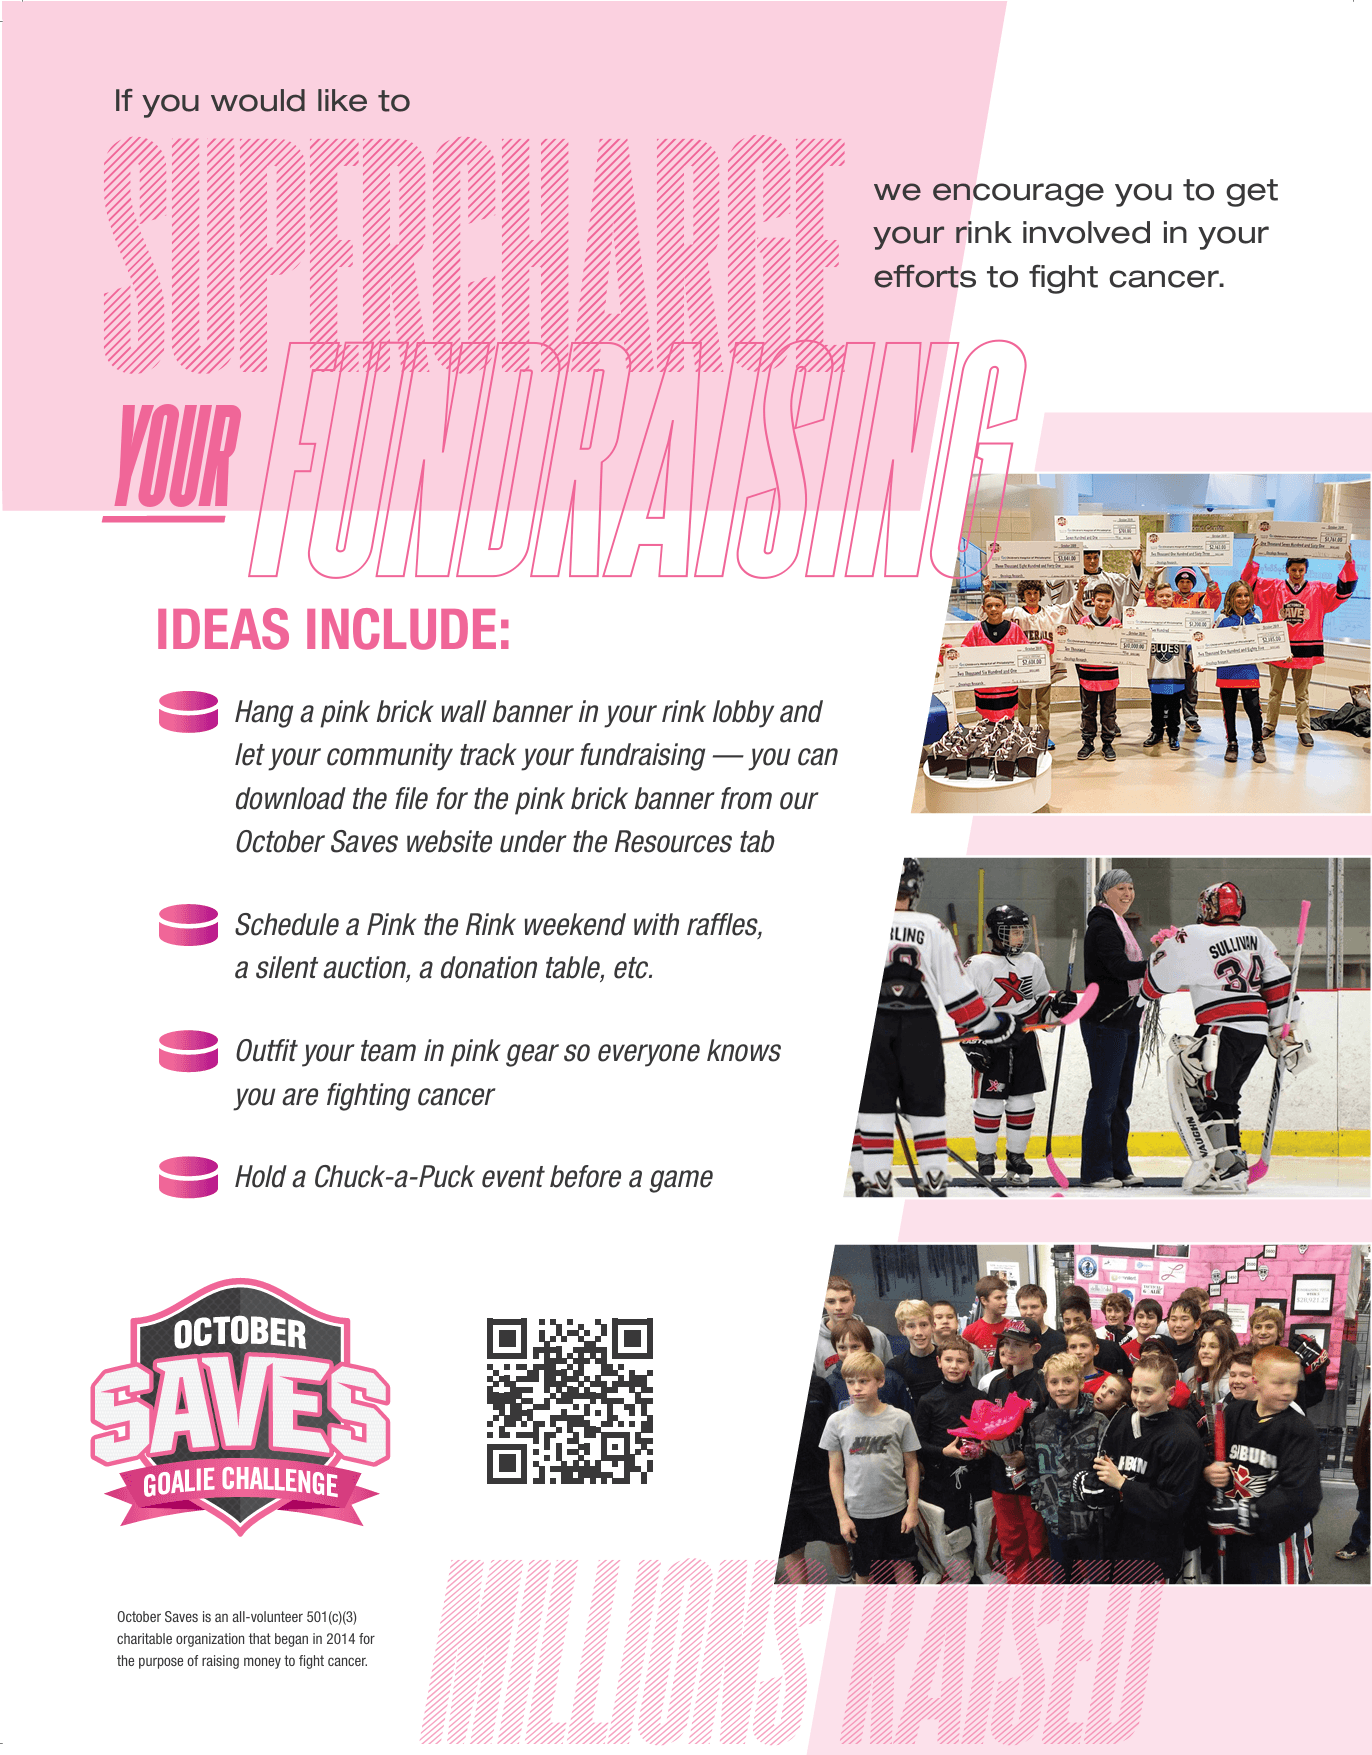 If you would like to
SUPERCHARGE
we encourage you to get
your rink involved in your
efforts to fight cancer.
YOUR FUNDRAISING
IDEAS INCLUDE:
Hang a pink brick wall banner in your rink lobby and
let your community track your fundraising — you can
download the file for the pink brick banner from our
October Saves website under the Resources tab
Schedule a Pink the Rink weekend with raffles,
a silent auction, a donation table, etc.
Outfit your team in pink gear so everyone knows
you are fighting cancer
Hold a Chuck-a-Puck event before a game
BLUES
RLING
SULLIVAN
34
VAUGHN
NIKE
OCTOBER
SAVES
GOALIE CHALLENGE
October Saves is an all-volunteer 501(c)(3)
charitable organization that began in 2014 for
the purpose of raising money to fight cancer.
MILLIONS RAISED